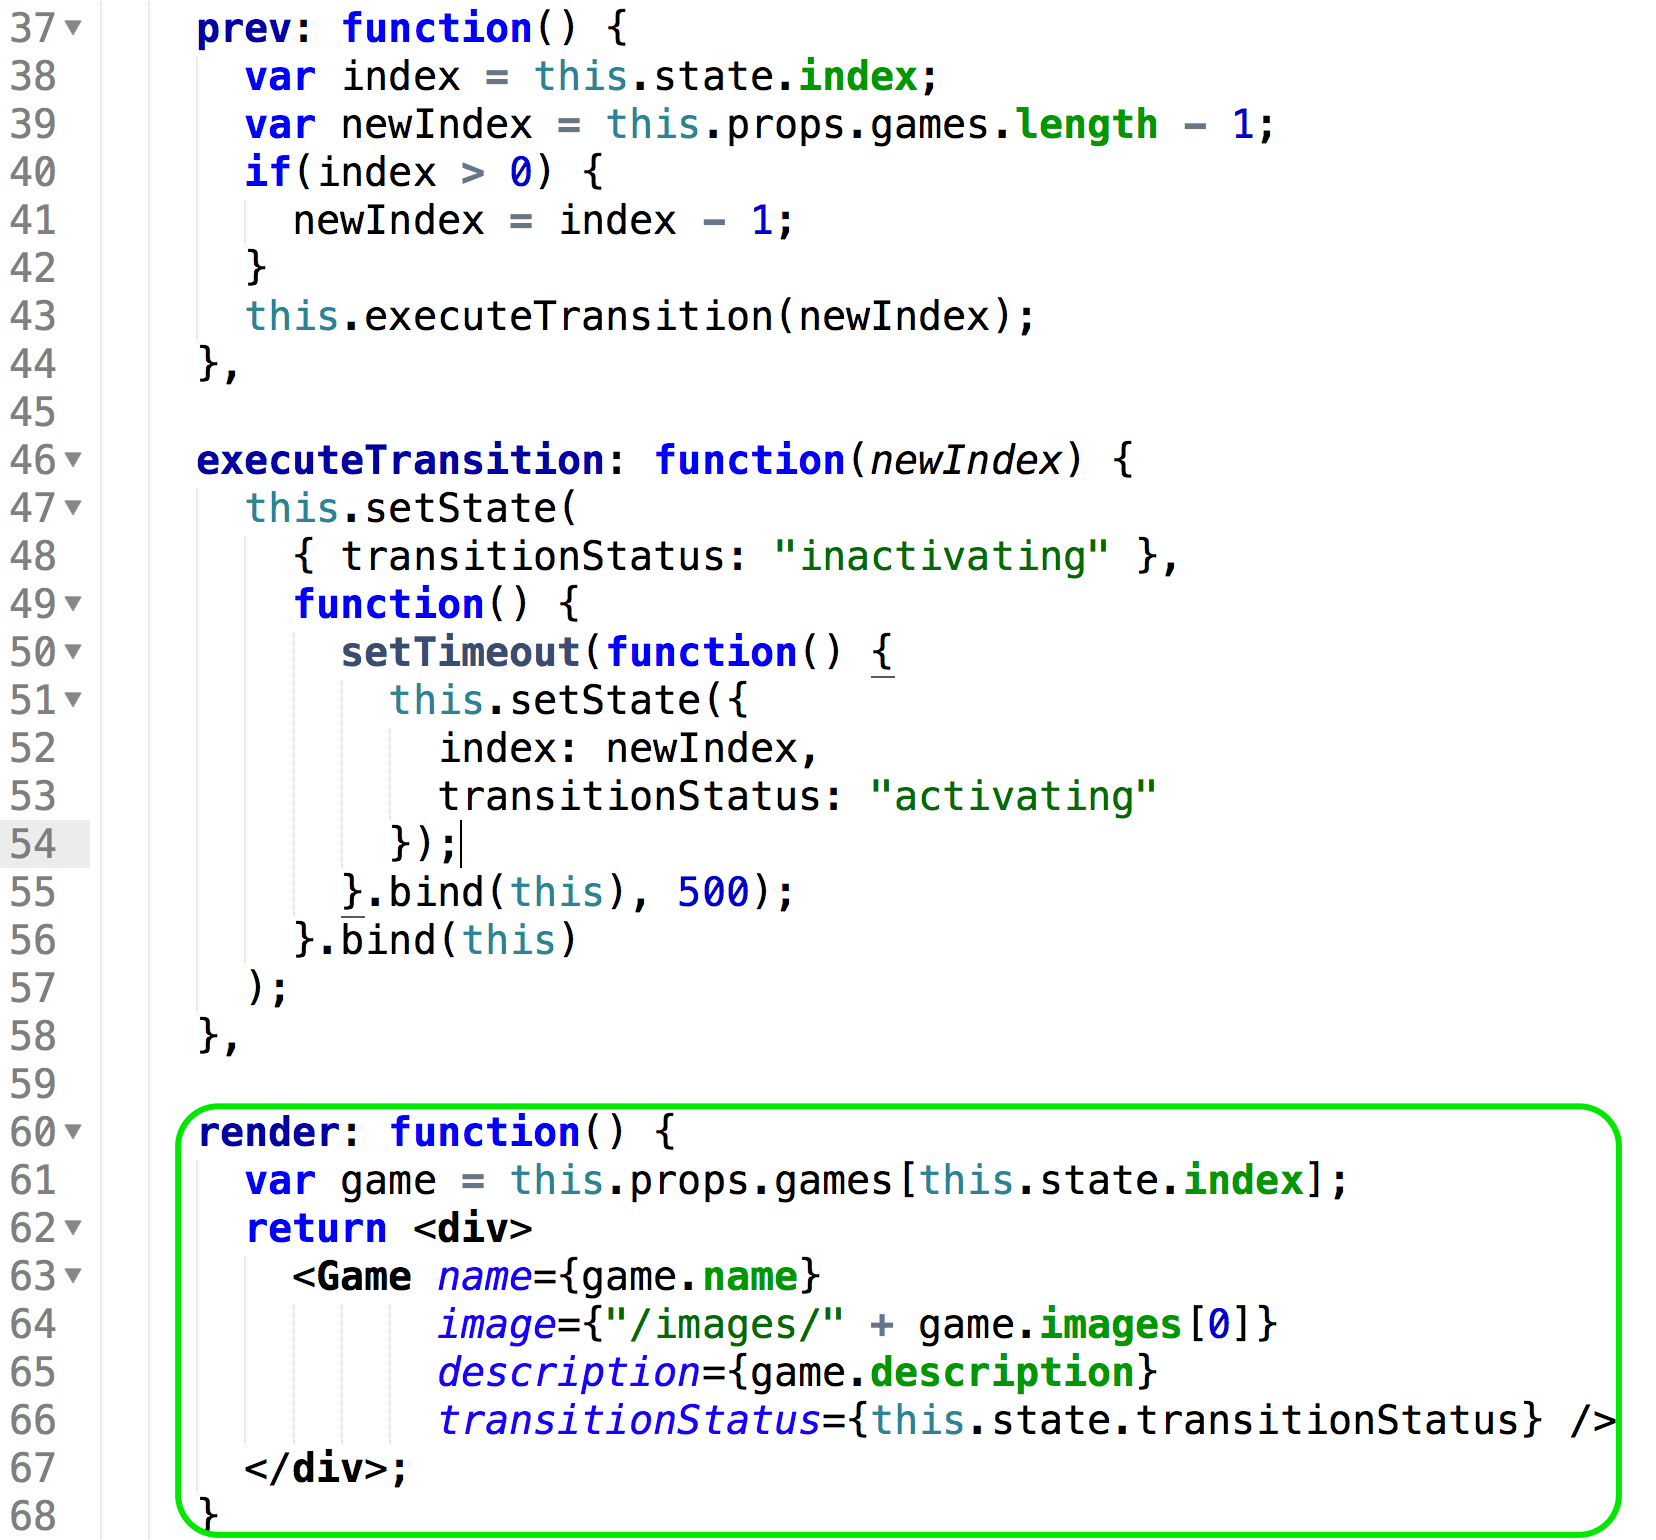 37 prev: function() {
38 var index = this.state.index;
39 var newIndex = this.props.games.length - 1;
40 if(index > 0) {
41 newIndex = index - 1;
42 }
43 this.executeTransition(newIndex);
44 },
45
46 executeTransition: function(newIndex) {
47 this.setState(
48 { transitionStatus: "inactivating" },
49 function() {
50 setTimeout(function() {
51 this.setState({
52 index: newIndex,
53 transitionStatus: "activating"
54 });
55 }.bind(this), 500);
56 }.bind(this)
57 );
58 },
59
60 render: function() {
61 var game = this.props.games[this.state.index];
62 return <div>
63 <Game name={game.name}
64 image={"/images/" + game.images[0]}
65 description={game.description}
66 transitionStatus={this.state.transitionStatus} />
67 </div>;
68 }